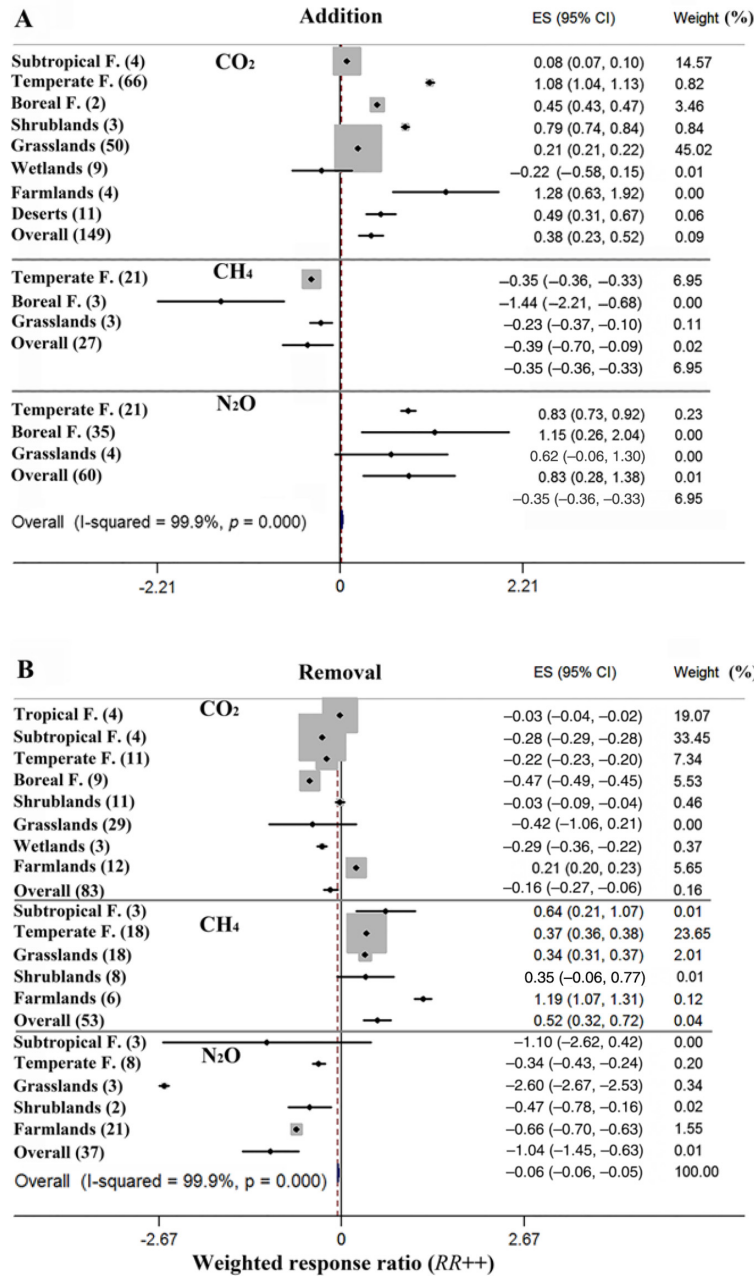 A Addition ES (95% CI) Weight (%)
CO₂
Subtropical F. (4) 0.08 (0.07, 0.10) 14.57
Temperate F. (66) 1.08 (1.04, 1.13) 0.82
Boreal F. (2) 0.45 (0.43, 0.47) 3.46
Shrublands (3) 0.79 (0.74, 0.84) 0.84
Grasslands (50) 0.21 (0.21, 0.22) 45.02
Wetlands (9) −0.22 (−0.58, 0.15) 0.01
Farmlands (4) 1.28 (0.63, 1.92) 0.00
Deserts (11) 0.49 (0.31, 0.67) 0.06
Overall (149) 0.38 (0.23, 0.52) 0.09
CH₄
Temperate F. (21) −0.35 (−0.36, −0.33) 6.95
Boreal F. (3) −1.44 (−2.21, −0.68) 0.00
Grasslands (3) −0.23 (−0.37, −0.10) 0.11
Overall (27) −0.39 (−0.70, −0.09) 0.02
−0.35 (−0.36, −0.33) 6.95
N₂O
Temperate F. (21) 0.83 (0.73, 0.92) 0.23
Boreal F. (35) 1.15 (0.26, 2.04) 0.00
Grasslands (4) 0.62 (−0.06, 1.30) 0.00
Overall (60) 0.83 (0.28, 1.38) 0.01
−0.35 (−0.36, −0.33) 6.95
Overall (I-squared = 99.9%, p = 0.000)
-2.21 0 2.21
B Removal ES (95% CI) Weight (%)
CO₂
Tropical F. (4) −0.03 (−0.04, −0.02) 19.07
Subtropical F. (4) −0.28 (−0.29, −0.28) 33.45
Temperate F. (11) −0.22 (−0.23, −0.20) 7.34
Boreal F. (9) −0.47 (−0.49, −0.45) 5.53
Shrublands (11) −0.03 (−0.09, −0.04) 0.46
Grasslands (29) −0.42 (−1.06, 0.21) 0.00
Wetlands (3) −0.29 (−0.36, −0.22) 0.37
Farmlands (12) 0.21 (0.20, 0.23) 5.65
Overall (83) −0.16 (−0.27, −0.06) 0.16
CH₄
Subtropical F. (3) 0.64 (0.21, 1.07) 0.01
Temperate F. (18) 0.37 (0.36, 0.38) 23.65
Grasslands (18) 0.34 (0.31, 0.37) 2.01
Shrublands (8) 0.35 (−0.06, 0.77) 0.01
Farmlands (6) 1.19 (1.07, 1.31) 0.12
Overall (53) 0.52 (0.32, 0.72) 0.04
N₂O
Subtropical F. (3) −1.10 (−2.62, 0.42) 0.00
Temperate F. (8) −0.34 (−0.43, −0.24) 0.20
Grasslands (3) −2.60 (−2.67, −2.53) 0.34
Shrublands (2) −0.47 (−0.78, −0.16) 0.02
Farmlands (21) −0.66 (−0.70, −0.63) 1.55
Overall (37) −1.04 (−1.45, −0.63) 0.01
Overall (I-squared = 99.9%, p = 0.000) −0.06 (−0.06, −0.05) 100.00
-2.67 0 2.67
Weighted response ratio (RR++)